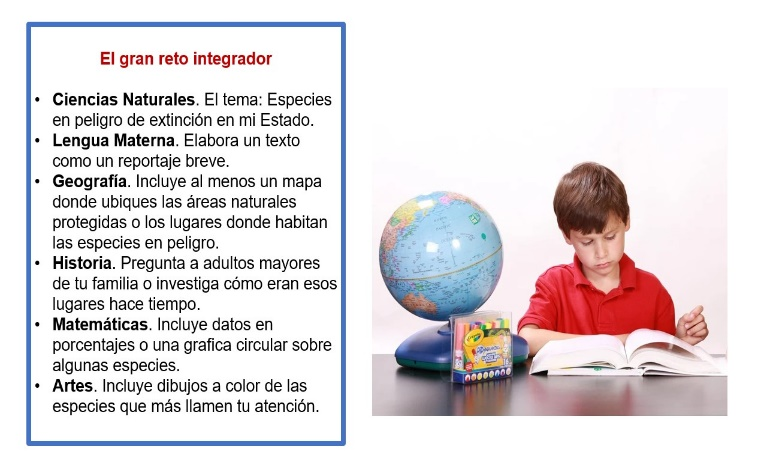 El gran reto integrador
• Ciencias Naturales. El tema: Especies
en peligro de extinción en mi Estado.
• Lengua Materna. Elabora un texto
como un reportaje breve.
• Geografía. Incluye al menos un mapa
donde ubiques las áreas naturales
protegidas o los lugares donde habitan
las especies en peligro.
• Historia. Pregunta a adultos mayores
de tu familia o investiga cómo eran esos
lugares hace tiempo.
• Matemáticas. Incluye datos en
porcentajes o una grafica circular sobre
algunas especies.
• Artes. Incluye dibujos a color de las
especies que más llamen tu atención.
Crayola